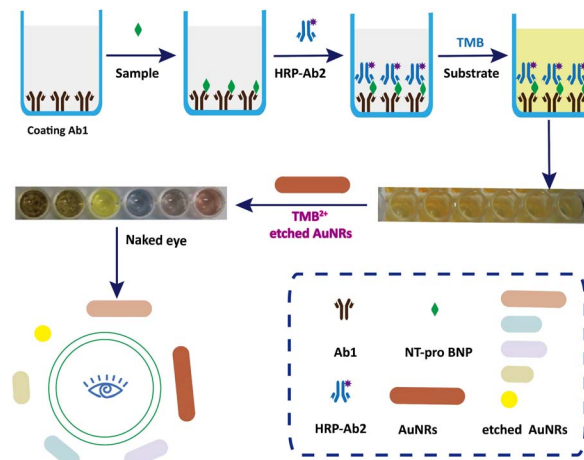 Sample
HRP-Ab2
TMB
Substrate
Coating Ab1
TMB²⁺
etched AuNRs
Naked eye
Ab1
NT-pro BNP
HRP-Ab2
AuNRs
etched AuNRs